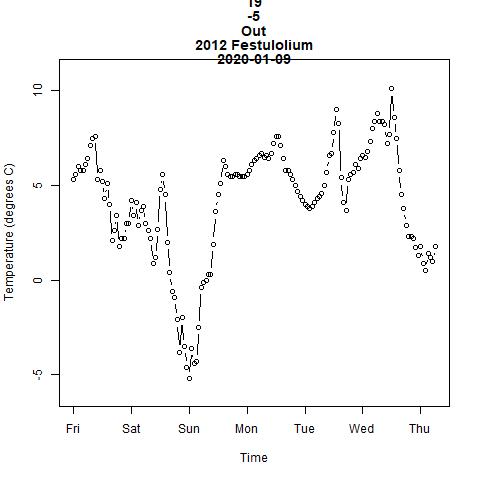 19
-5
Out
2012 Festulolium
2020-01-09
Temperature (degrees C)
10
5
0
-5
Fri Sat Sun Mon Tue Wed Thu
Time